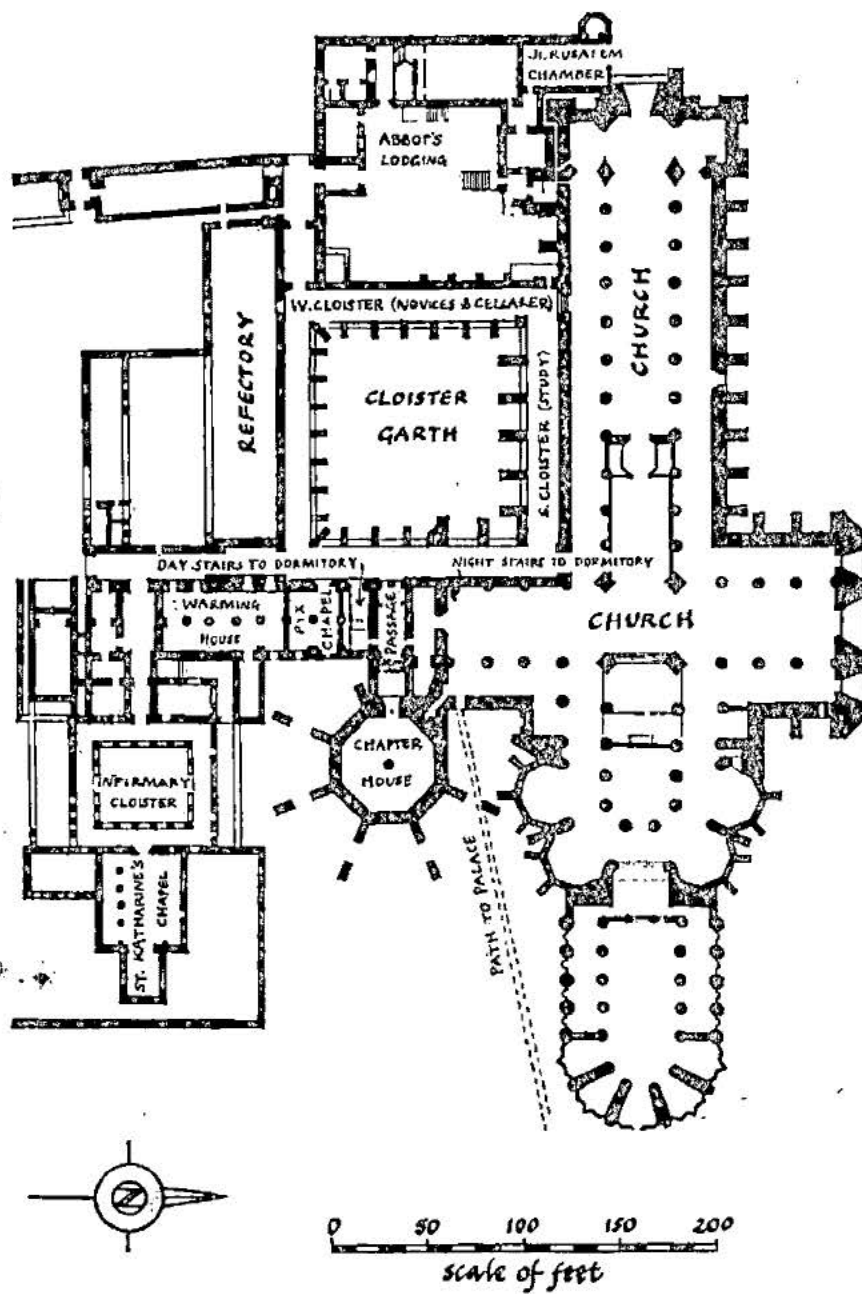 JERUSALEM
CHAMBER
ABBOT'S
LODGING
W. CLOISTER (NOVICES & CELLARER)
CHURCH
REFECTORY
CLOISTER
GARTH
S. CLOISTER (STUDY)
DAY STAIRS TO DORMITORY
NIGHT STAIRS TO DORMITORY
WARMING
HOUSE
PYX
CHAPEL
PASSAGE
CHURCH
CHAPTER
HOUSE
INFIRMARY
CLOISTER
ST. KATHARINE'S
CHAPEL
PATH TO PALACE
N
0 50 100 150 200
scale of feet